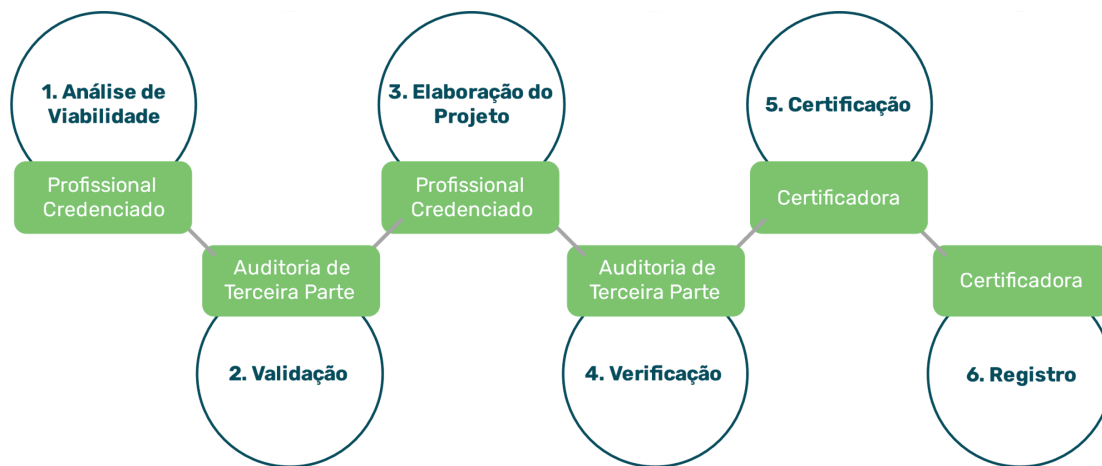 1. Análise de
Viabilidade
Profissional
Credenciado
Auditoria de
Terceira Parte
2. Validação
3. Elaboração do
Projeto
Profissional
Credenciado
Auditoria de
Terceira Parte
4. Verificação
5. Certificação
Certificadora
Certificadora
6. Registro